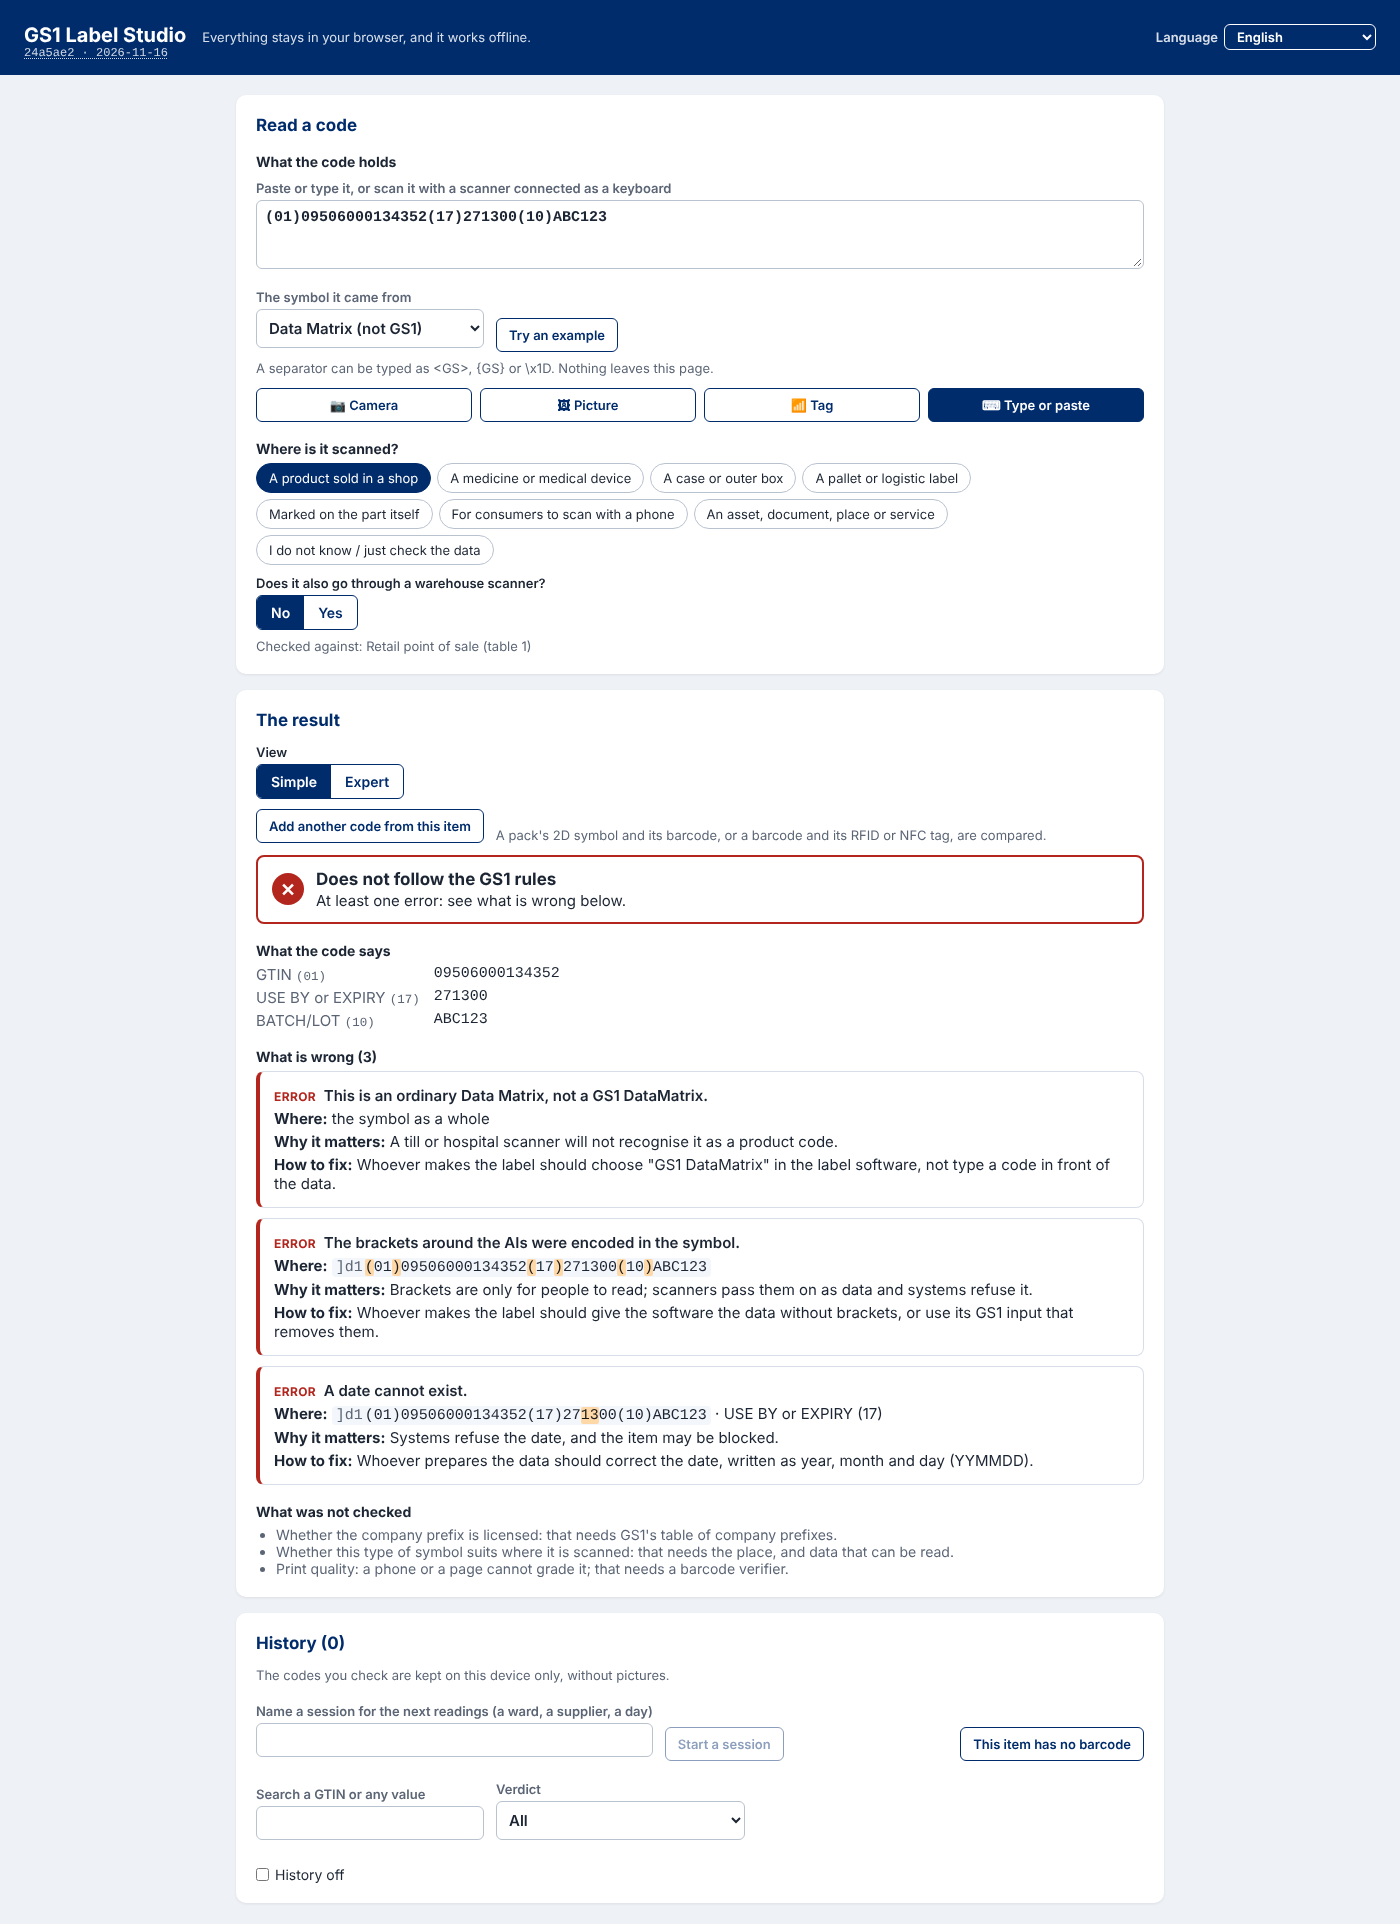 GS1 Label Studio
24a5ae2 · 2026-11-16
Everything stays in your browser, and it works offline.
Language
English
Read a code
What the code holds
Paste or type it, or scan it with a scanner connected as a keyboard
(01)09506000134352(17)271300(10)ABC123
The symbol it came from
Data Matrix (not GS1)
Try an example
A separator can be typed as <GS>, {GS} or \x1D. Nothing leaves this page.
📷 Camera
🖼 Picture
📶 Tag
⌨ Type or paste
Where is it scanned?
A product sold in a shop
A medicine or medical device
A case or outer box
A pallet or logistic label
Marked on the part itself
For consumers to scan with a phone
An asset, document, place or service
I do not know / just check the data
Does it also go through a warehouse scanner?
No
Yes
Checked against: Retail point of sale (table 1)
The result
View
Simple
Expert
Add another code from this item
A pack's 2D symbol and its barcode, or a barcode and its RFID or NFC tag, are compared.
Does not follow the GS1 rules
At least one error: see what is wrong below.
What the code says
GTIN (01) 09506000134352
USE BY or EXPIRY (17) 271300
BATCH/LOT (10) ABC123
What is wrong (3)
ERROR This is an ordinary Data Matrix, not a GS1 DataMatrix.
Where: the symbol as a whole
Why it matters: A till or hospital scanner will not recognise it as a product code.
How to fix: Whoever makes the label should choose "GS1 DataMatrix" in the label software, not type a code in front of
the data.
ERROR The brackets around the AIs were encoded in the symbol.
Where: ]d1(01)09506000134352(17)271300(10)ABC123
Why it matters: Brackets are only for people to read; scanners pass them on as data and systems refuse it.
How to fix: Whoever makes the label should give the software the data without brackets, or use its GS1 input that
removes them.
ERROR A date cannot exist.
Where: ]d1(01)09506000134352(17)271300(10)ABC123 · USE BY or EXPIRY (17)
Why it matters: Systems refuse the date, and the item may be blocked.
How to fix: Whoever prepares the data should correct the date, written as year, month and day (YYMMDD).
What was not checked
• Whether the company prefix is licensed: that needs GS1's table of company prefixes.
• Whether this type of symbol suits where it is scanned: that needs the place, and data that can be read.
• Print quality: a phone or a page cannot grade it; that needs a barcode verifier.
History (0)
The codes you check are kept on this device only, without pictures.
Name a session for the next readings (a ward, a supplier, a day)
Start a session
This item has no barcode
Search a GTIN or any value
Verdict
All
History off